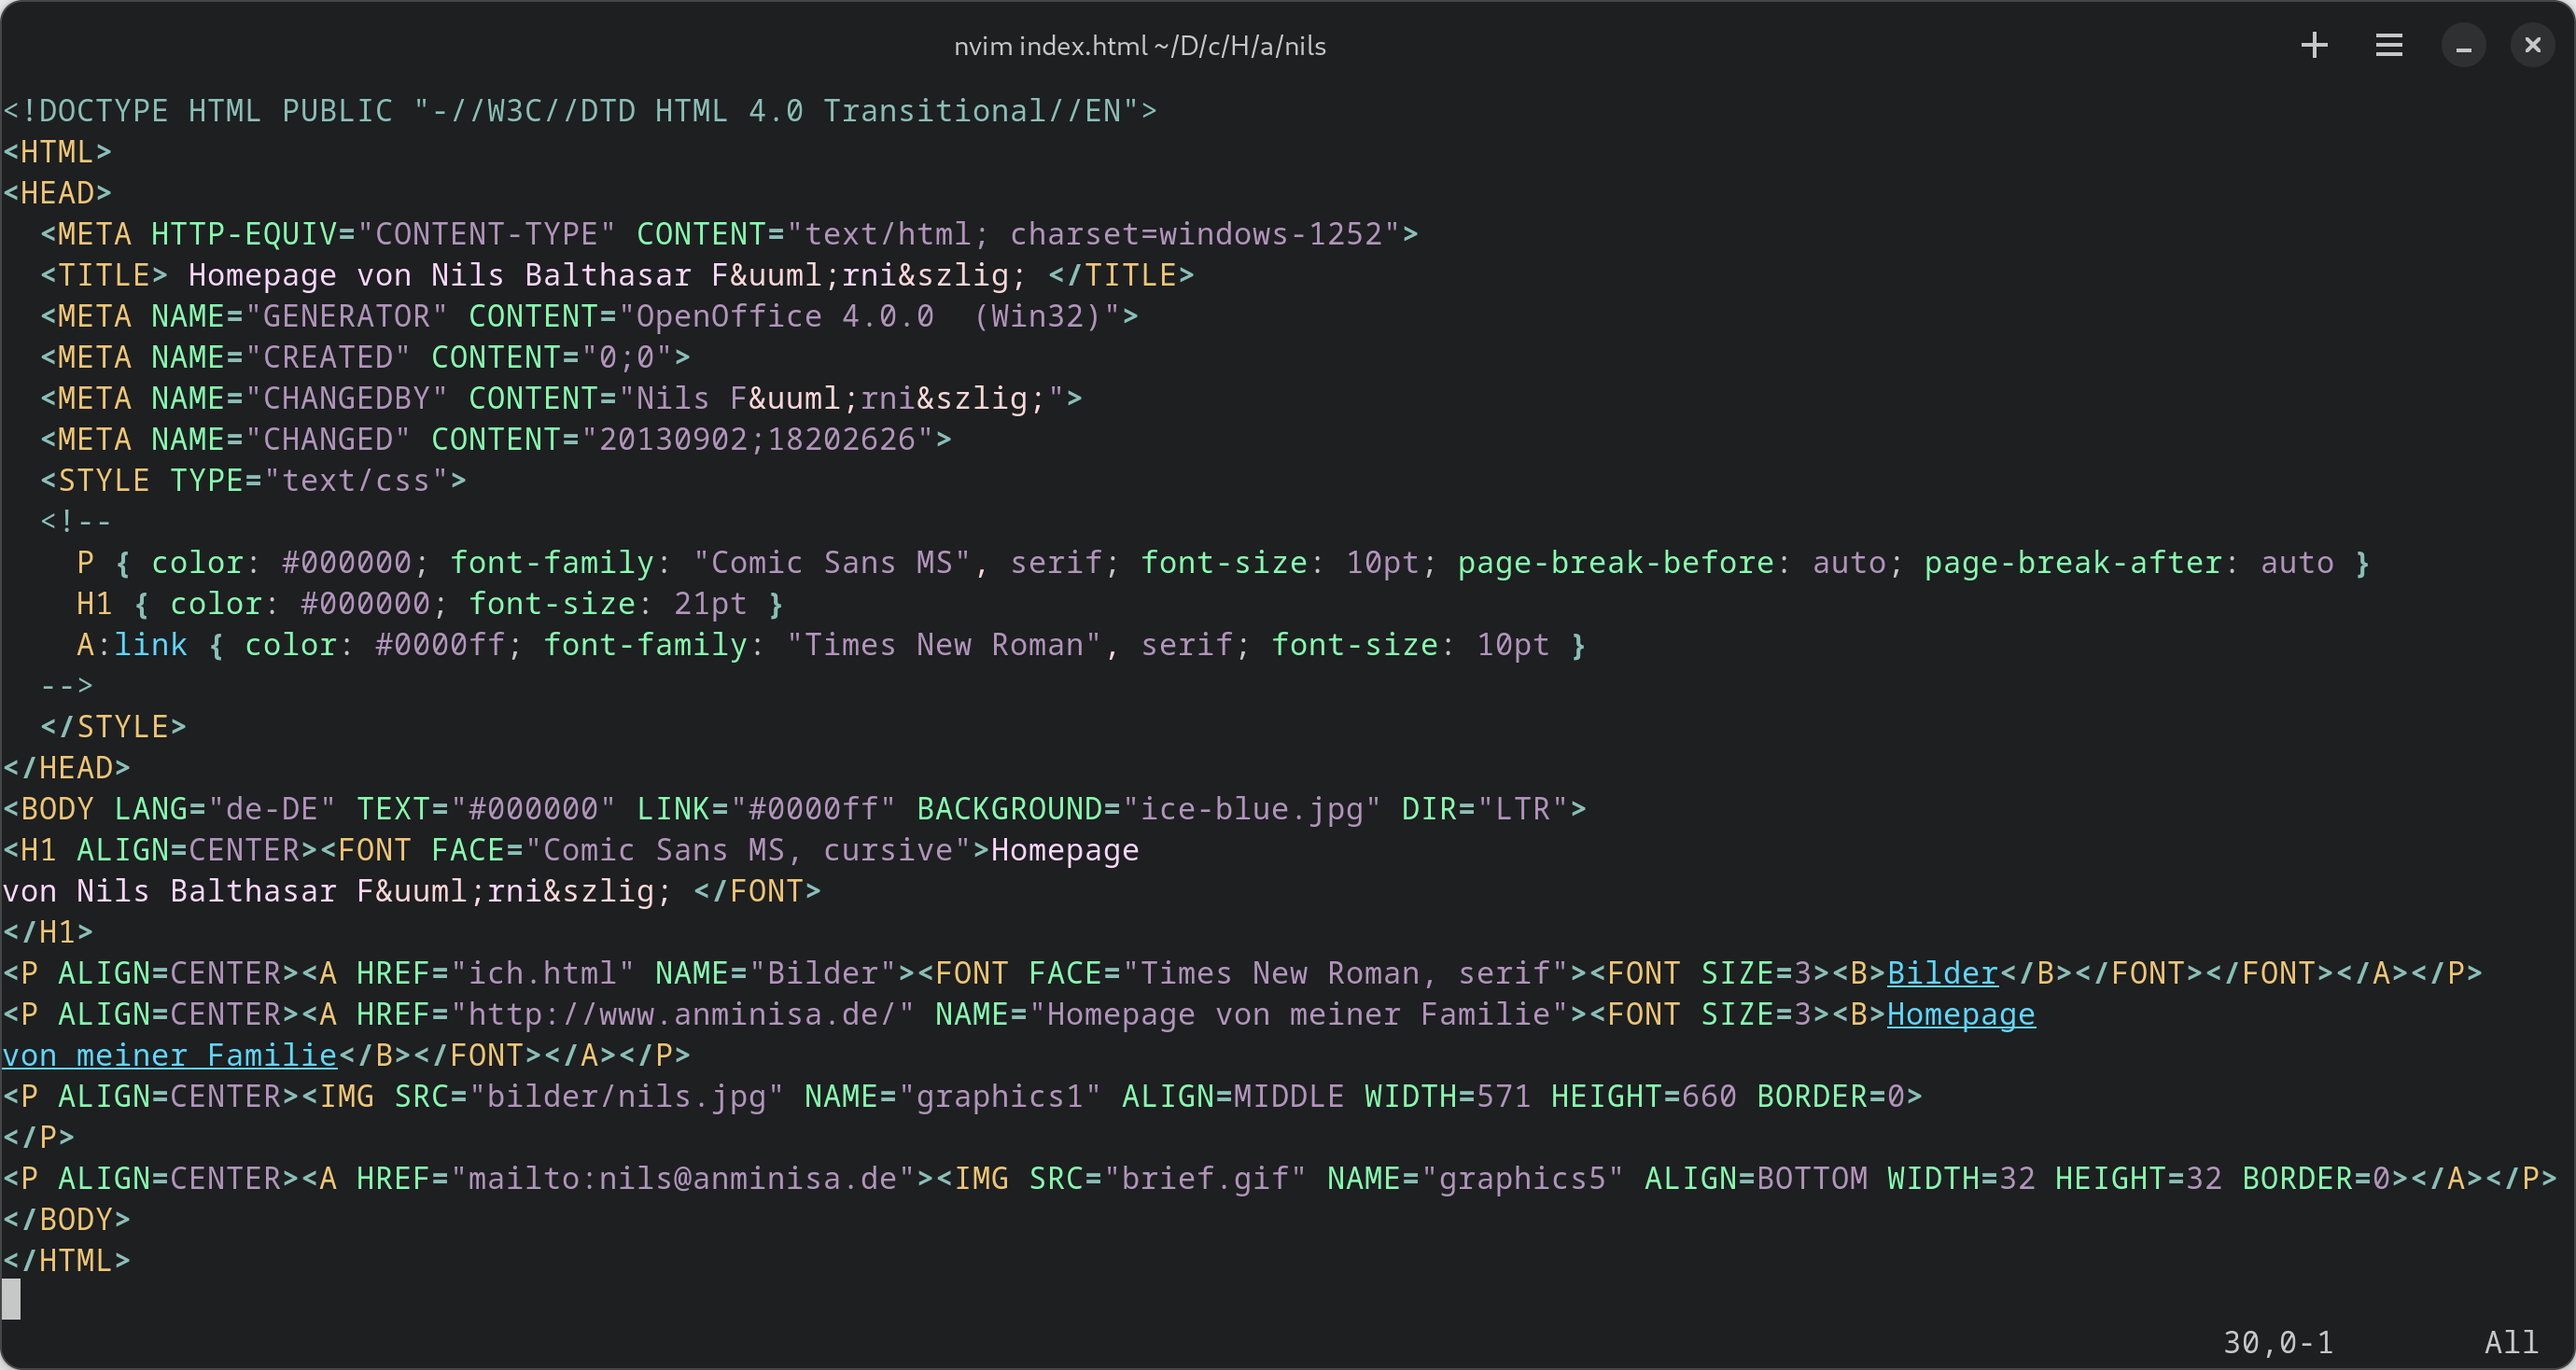 nvim index.html ~/D/c/H/a/nils
<!DOCTYPE HTML PUBLIC "-//W3C//DTD HTML 4.0 Transitional//EN">
<HTML>
<HEAD>
  <META HTTP-EQUIV="CONTENT-TYPE" CONTENT="text/html; charset=windows-1252">
  <TITLE> Homepage von Nils Balthasar F&uuml;rni&szlig; </TITLE>
  <META NAME="GENERATOR" CONTENT="OpenOffice 4.0.0  (Win32)">
  <META NAME="CREATED" CONTENT="0;0">
  <META NAME="CHANGEDBY" CONTENT="Nils F&uuml;rni&szlig;">
  <META NAME="CHANGED" CONTENT="20130902;18202626">
  <STYLE TYPE="text/css">
  <!--
    P { color: #000000; font-family: "Comic Sans MS", serif; font-size: 10pt; page-break-before: auto; page-break-after: auto }
    H1 { color: #000000; font-size: 21pt }
    A:link { color: #0000ff; font-family: "Times New Roman", serif; font-size: 10pt }
  -->
  </STYLE>
</HEAD>
<BODY LANG="de-DE" TEXT="#000000" LINK="#0000ff" BACKGROUND="ice-blue.jpg" DIR="LTR">
<H1 ALIGN=CENTER><FONT FACE="Comic Sans MS, cursive">Homepage
von Nils Balthasar F&uuml;rni&szlig; </FONT>
</H1>
<P ALIGN=CENTER><A HREF="ich.html" NAME="Bilder"><FONT FACE="Times New Roman, serif"><FONT SIZE=3><B>Bilder</B></FONT></FONT></A></P>
<P ALIGN=CENTER><A HREF="http://www.anminisa.de/" NAME="Homepage von meiner Familie"><FONT SIZE=3><B>Homepage
von meiner Familie</B></FONT></A></P>
<P ALIGN=CENTER><IMG SRC="bilder/nils.jpg" NAME="graphics1" ALIGN=MIDDLE WIDTH=571 HEIGHT=660 BORDER=0>
</P>
<P ALIGN=CENTER><A HREF="mailto:nils@anminisa.de"><IMG SRC="brief.gif" NAME="graphics5" ALIGN=BOTTOM WIDTH=32 HEIGHT=32 BORDER=0></A></P>
</BODY>
</HTML>
30,0-1 All